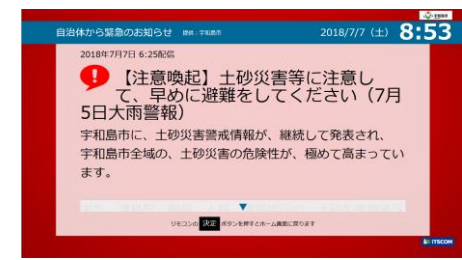 自治体から緊急のお知らせ 提供：宇和島市 2018/7/7（土） 8:53
2018年7月7日 6:25配信
【注意喚起】土砂災害等に注意し
て、早めに避難をしてください（7月
5日大雨警報）
宇和島市に、土砂災害警戒情報が、継続して発表され、
宇和島市全域の、土砂災害の危険性が、極めて高まってい
ます。
リモコンの 決定 ボタンを押すとホーム画面に戻ります
ITSCOM